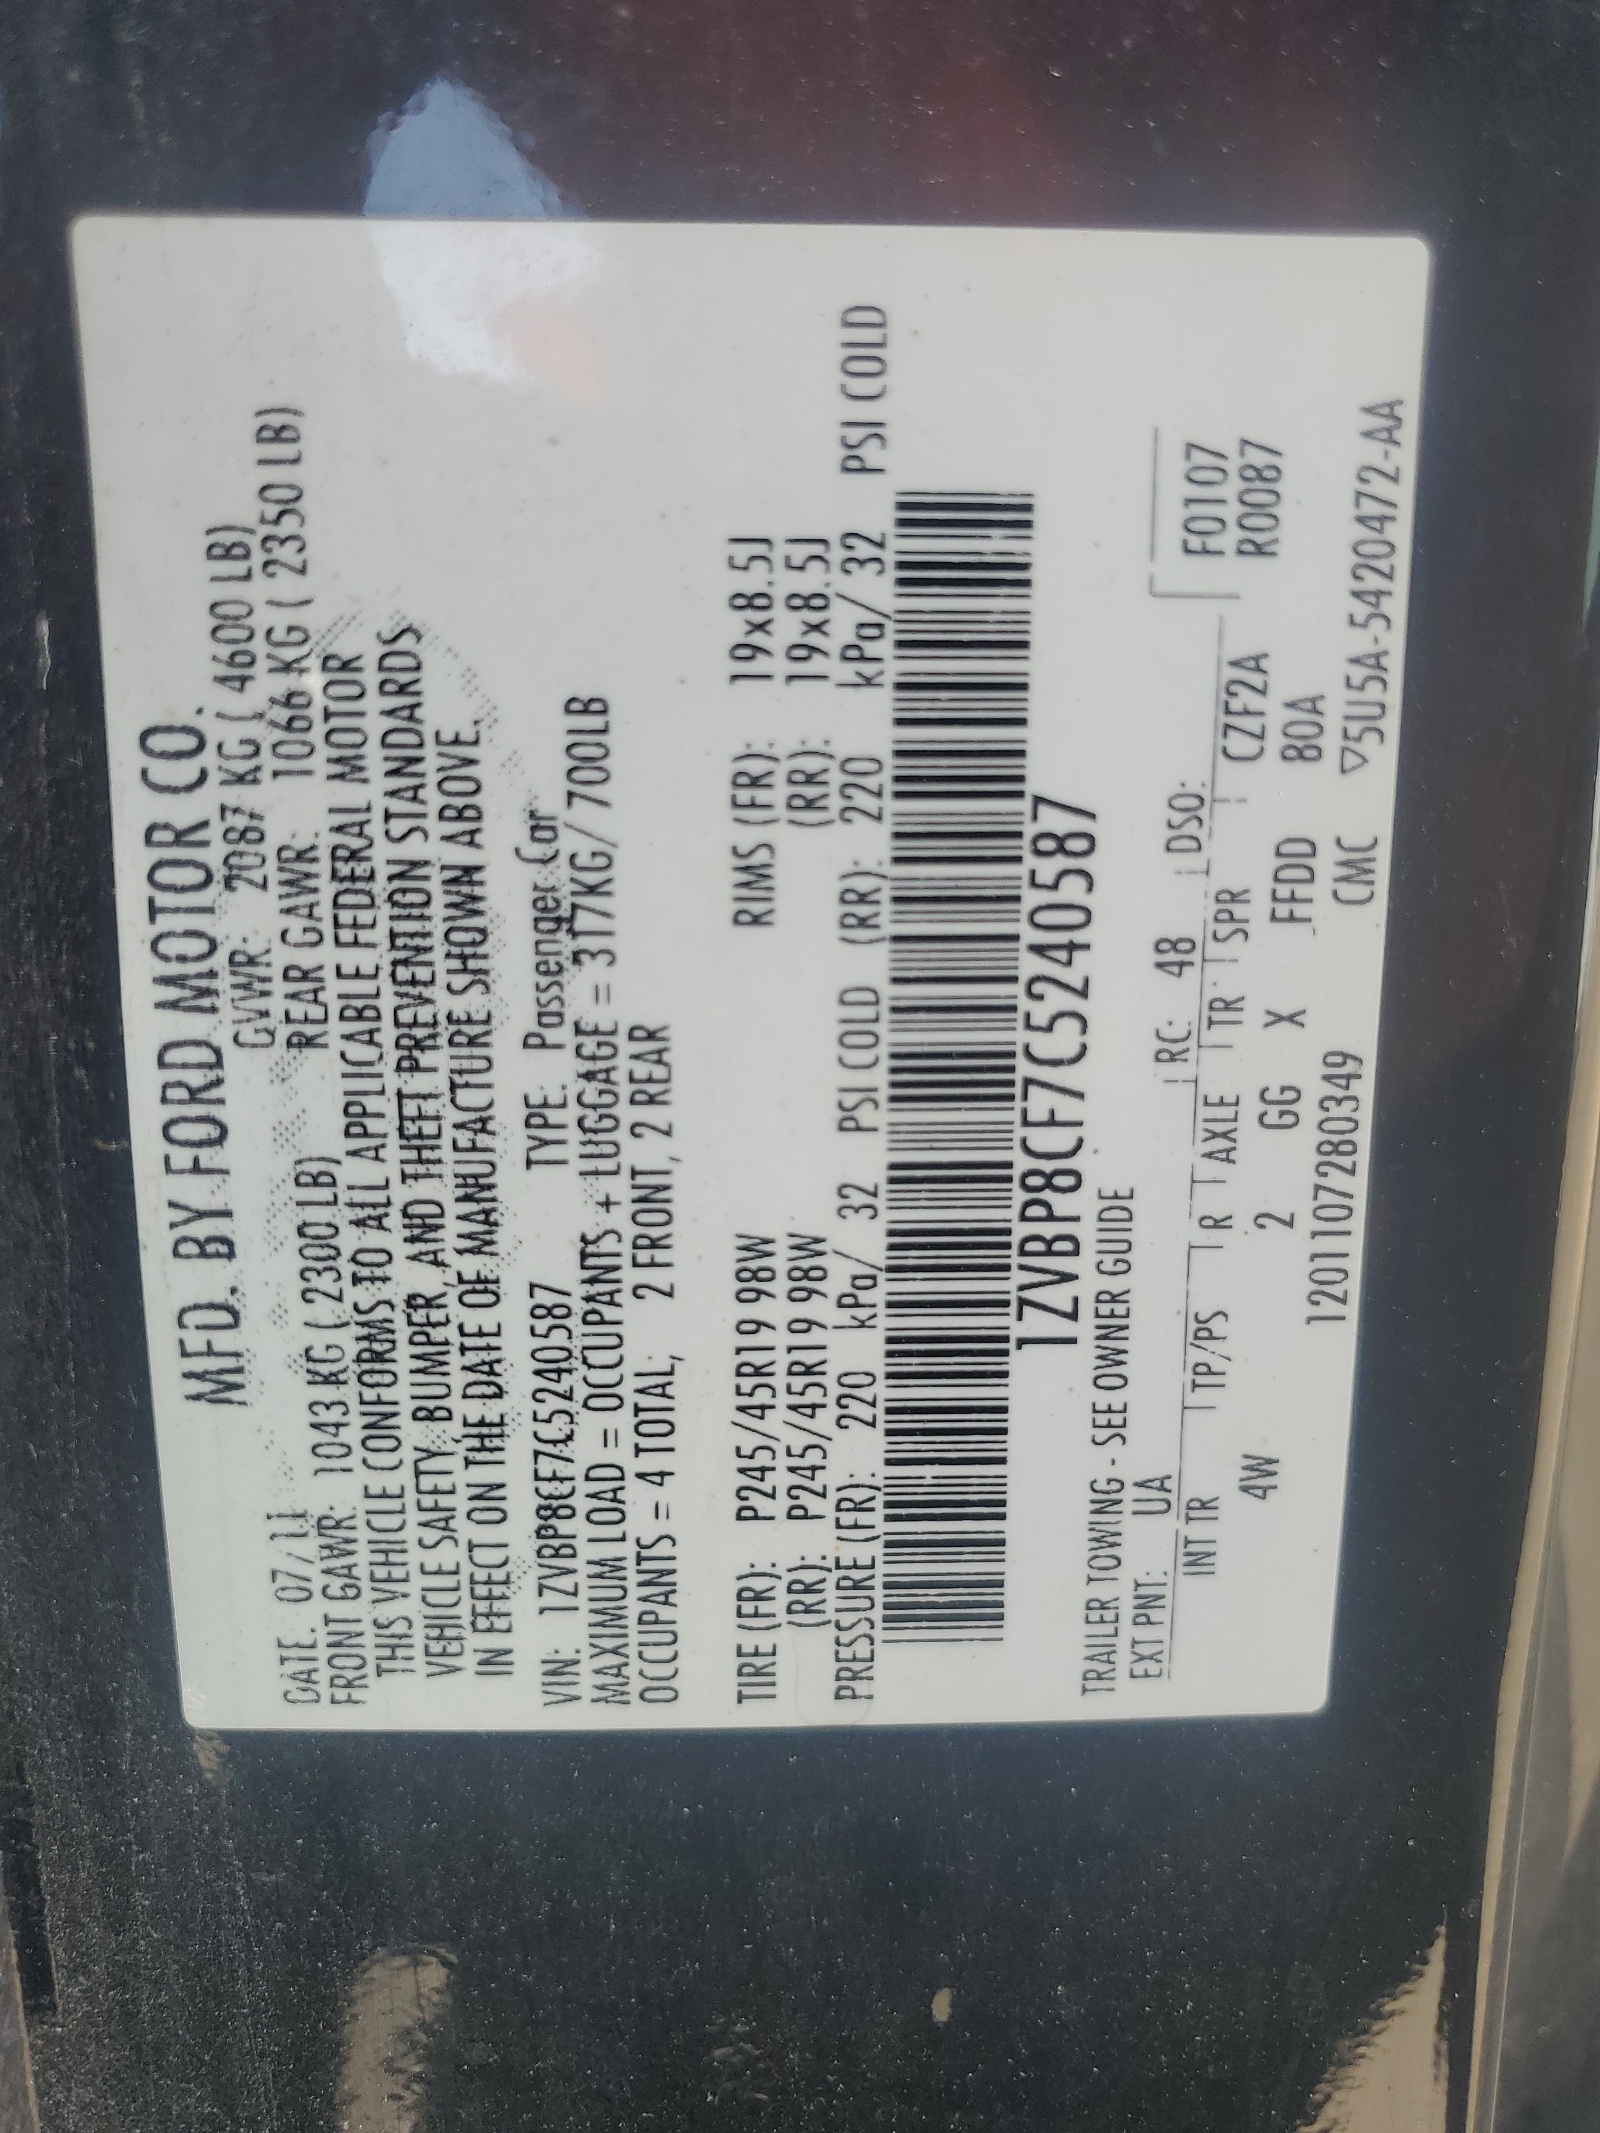 MFD. BY FORD MOTOR CO.
DATE: 07/11 GVWR: 2087 KG ( 4600 LB)
FRONT GAWR: 1043 KG ( 2300 LB) REAR GAWR: 1066 KG ( 2350 LB)
THIS VEHICLE CONFORMS TO ALL APPLICABLE FEDERAL MOTOR
VEHICLE SAFETY, BUMPER, AND THEFT PREVENTION STANDARDS
IN EFFECT ON THE DATE OF MANUFACTURE SHOWN ABOVE.
VIN: 1ZVBP8CF7C5240587 TYPE: Passenger Car
MAXIMUM LOAD = OCCUPANTS + LUGGAGE = 317KG/ 700LB
OCCUPANTS = 4 TOTAL, 2 FRONT, 2 REAR
TIRE (FR): P245/45R19 98W RIMS (FR): 19x8.5J
(RR): P245/45R19 98W (RR): 19x8.5J
PRESSURE (FR): 220 kPa/ 32 PSI COLD (RR): 220 kPa/ 32 PSI COLD
1ZVBP8CF7C5240587
TRAILER TOWING - SEE OWNER GUIDE
EXT PNT: UA RC: 48 DSO:
INT TR TP/PS R AXLE TR SPR CZF2A F0107
4W 2 GG X FFDD 80A R0087
1201107280349 CMC ▽5U5A-5420472-AA